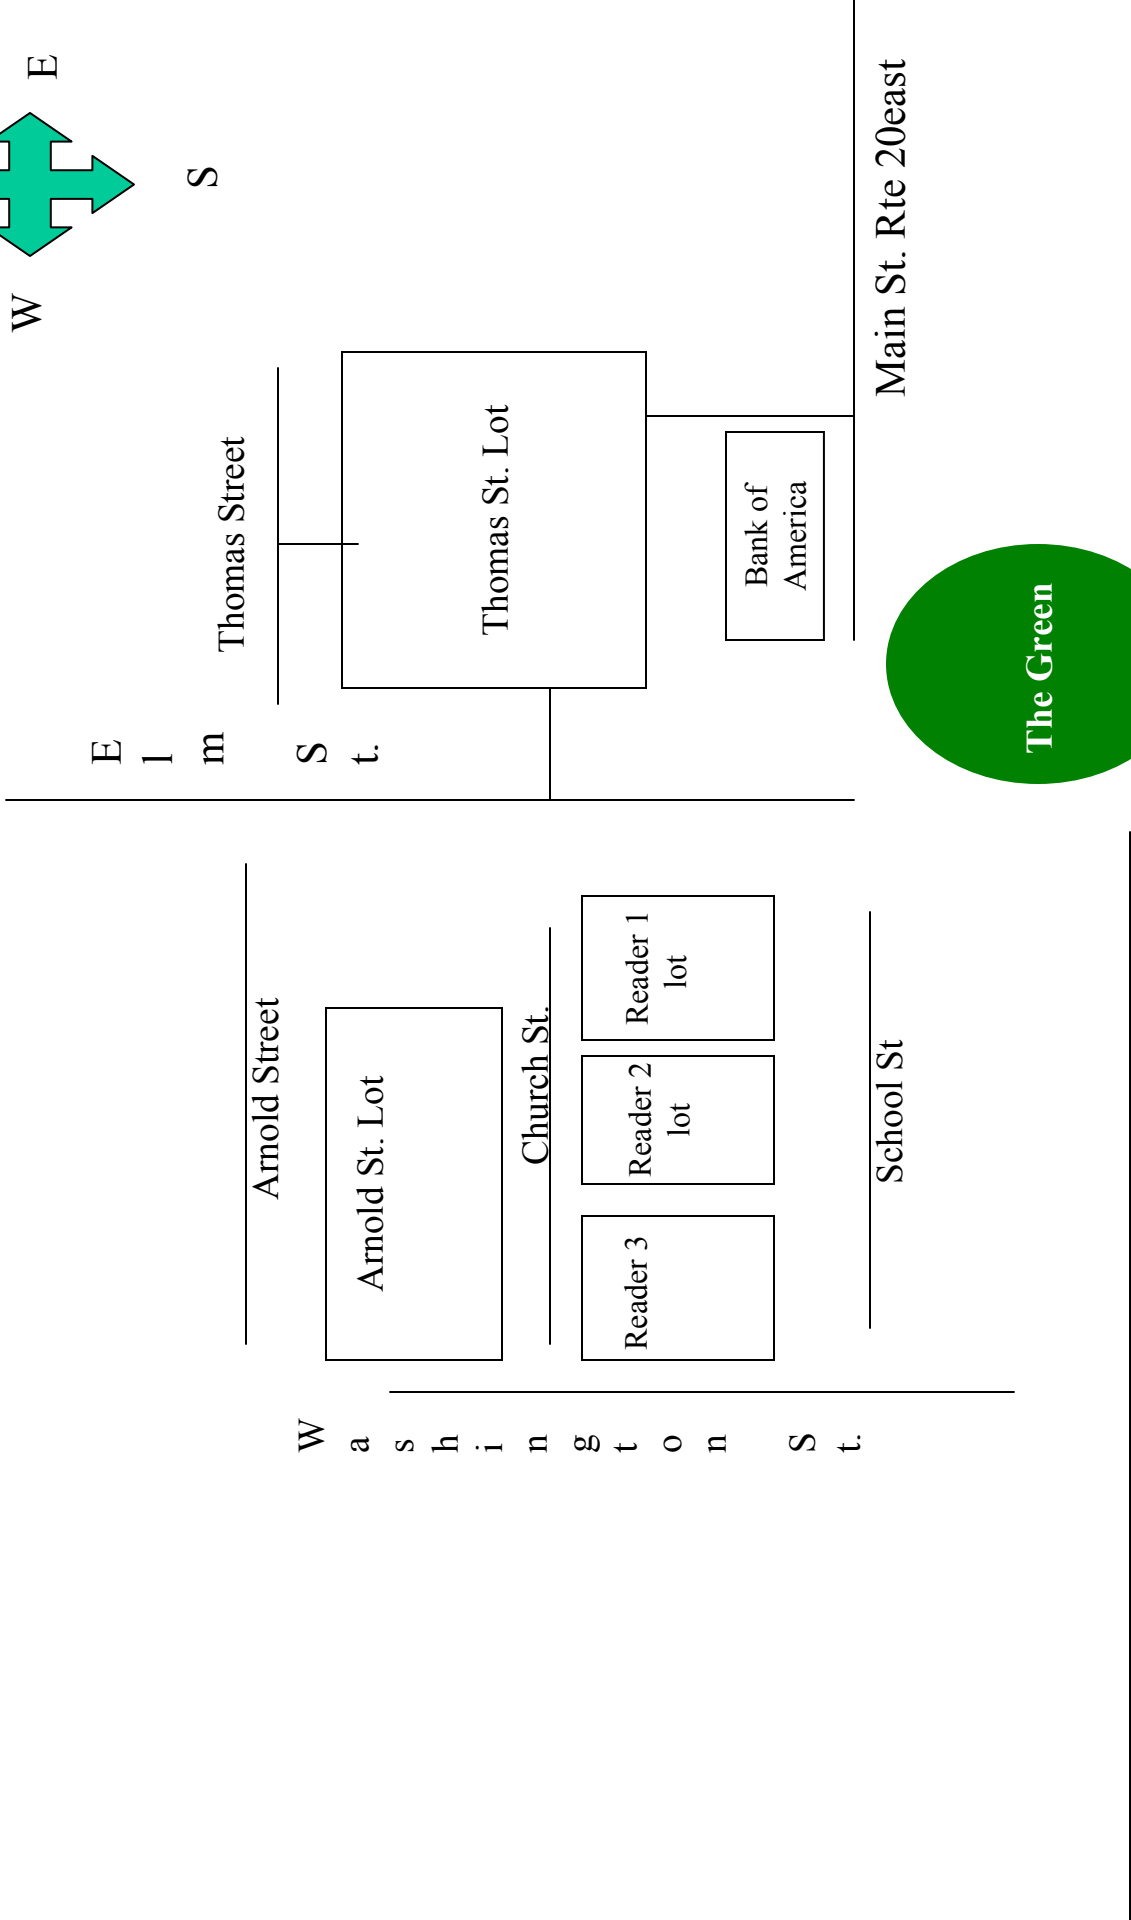 W
E
S
Elm St.
Thomas Street
Arnold Street
Arnold St. Lot
Thomas St. Lot
Washington St.
Church St.
Reader 3
Reader 2
lot
Reader 1
lot
Bank of
America
School St
Main St. Rte 20east
The Green